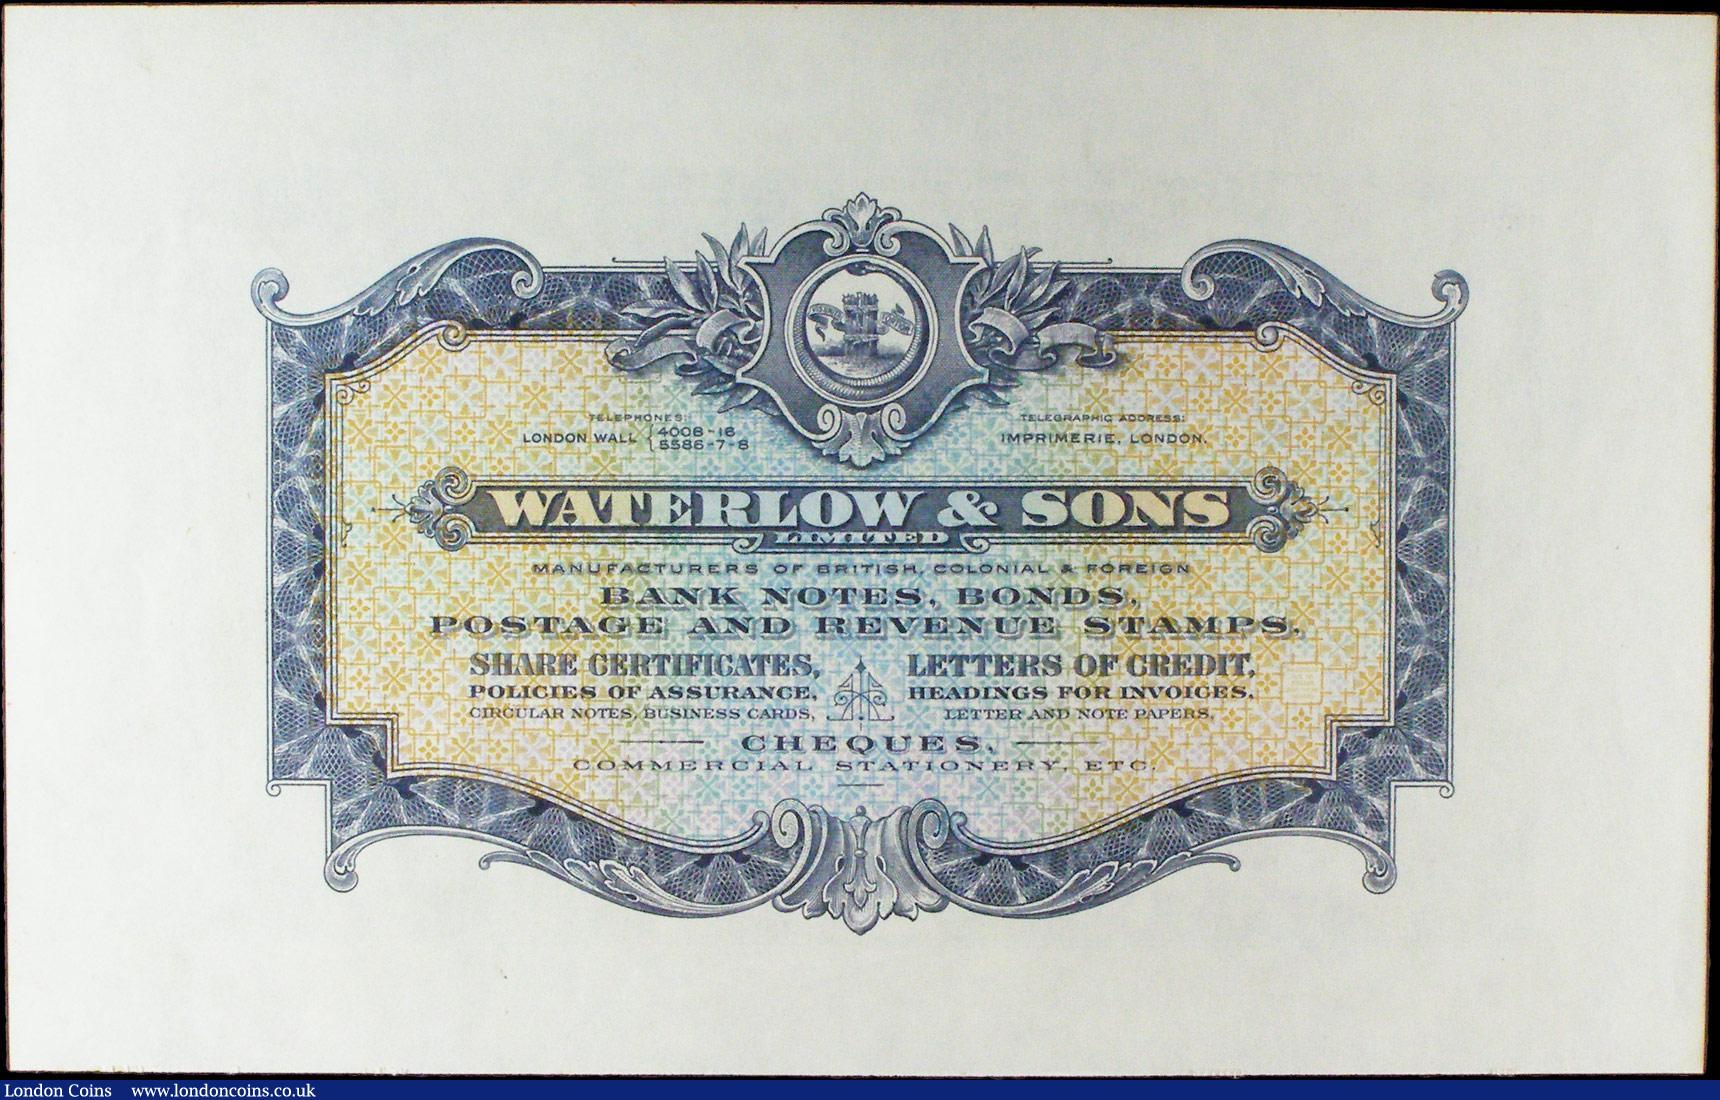 TELEPHONES:
LONDON WALL { 4008-16
5586-7-8
TELEGRAPHIC ADDRESS:
IMPRIMERIE, LONDON.
WATERLOW & SONS
LIMITED
MANUFACTURERS OF BRITISH, COLONIAL & FOREIGN
BANK NOTES, BONDS,
POSTAGE AND REVENUE STAMPS,
SHARE CERTIFICATES,
POLICIES OF ASSURANCE,
CIRCULAR NOTES, BUSINESS CARDS,
LETTERS OF CREDIT,
HEADINGS FOR INVOICES,
LETTER AND NOTE PAPERS,
CHEQUES,
COMMERCIAL STATIONERY, ETC.
London Coins www.londoncoins.co.uk